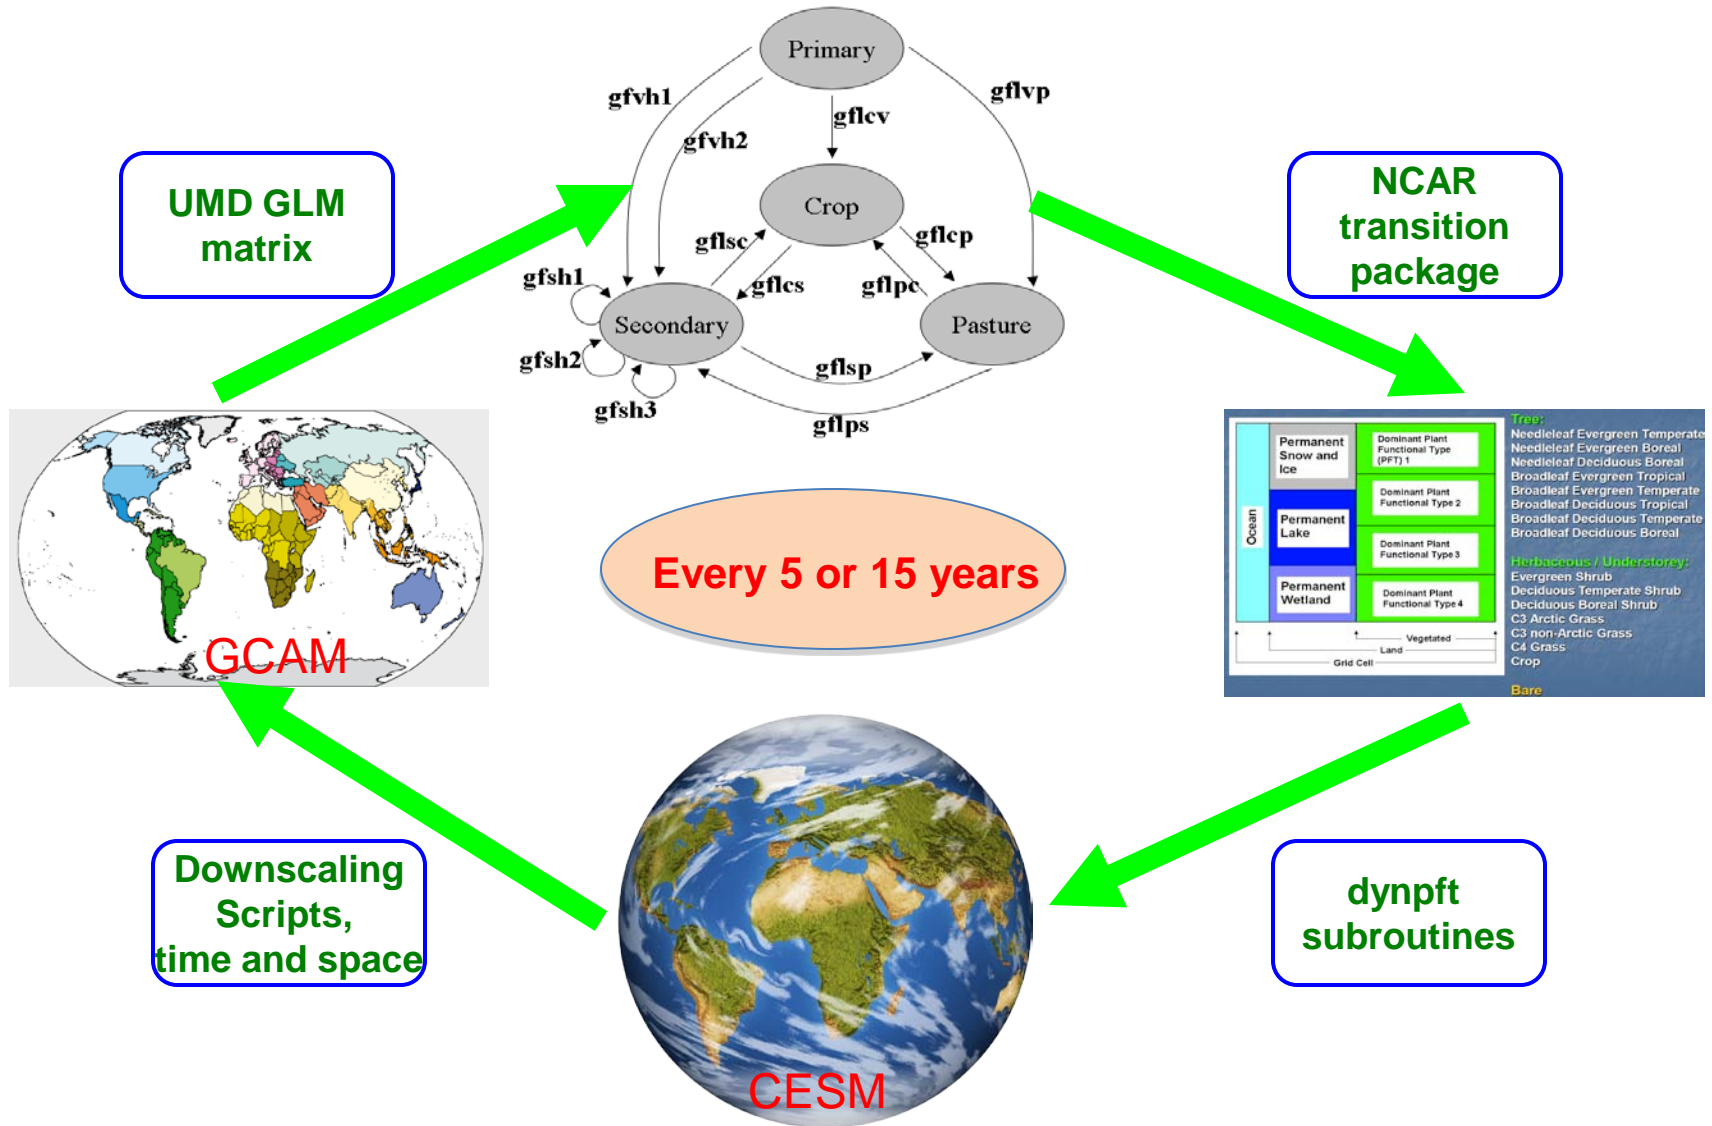 Primary
gfvh1
gflvp
gflcv
gfvh2
UMD GLM
matrix
NCAR
transition
package
Crop
gflsc
gflcp
gfsh1
gflcs
gflpc
Secondary
Pasture
gfsh2
gflsp
gfsh3
gflps
GCAM
Every 5 or 15 years
Ocean
Permanent
Snow and
Ice
Permanent
Lake
Permanent
Wetland
Dominant Plant
Functional Type
(PFT) 1
Dominant Plant
Functional Type 2
Dominant Plant
Functional Type 3
Dominant Plant
Functional Type 4
Vegetated
Land
Grid Cell
Tree:
Needleleaf Evergreen Temperate
Needleleaf Evergreen Boreal
Needleleaf Deciduous Boreal
Broadleaf Evergreen Tropical
Broadleaf Evergreen Temperate
Broadleaf Deciduous Tropical
Broadleaf Deciduous Temperate
Broadleaf Deciduous Boreal
Herbaceous / Understorey:
Evergreen Shrub
Deciduous Temperate Shrub
Deciduous Boreal Shrub
C3 Arctic Grass
C3 non-Arctic Grass
C4 Grass
Crop
Bare
Downscaling
Scripts,
time and space
dynpft
subroutines
CESM